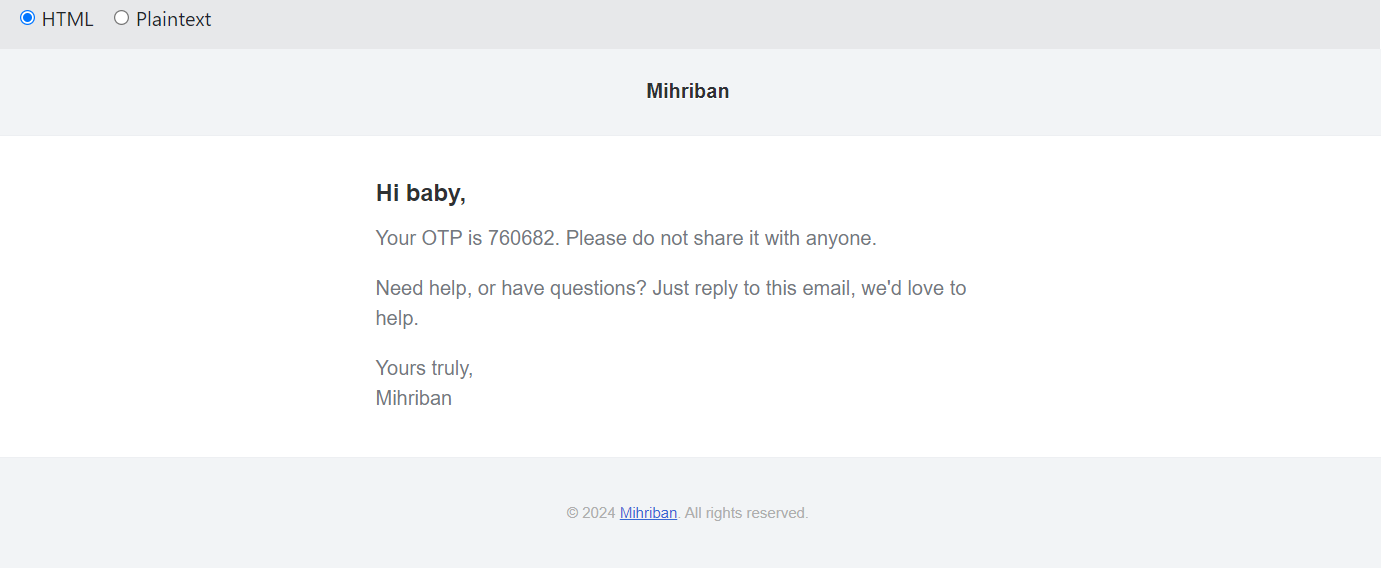 HTML Plaintext
Mihriban
Hi baby,
Your OTP is 760682. Please do not share it with anyone.
Need help, or have questions? Just reply to this email, we'd love to
help.
Yours truly,
Mihriban
© 2024 Mihriban. All rights reserved.